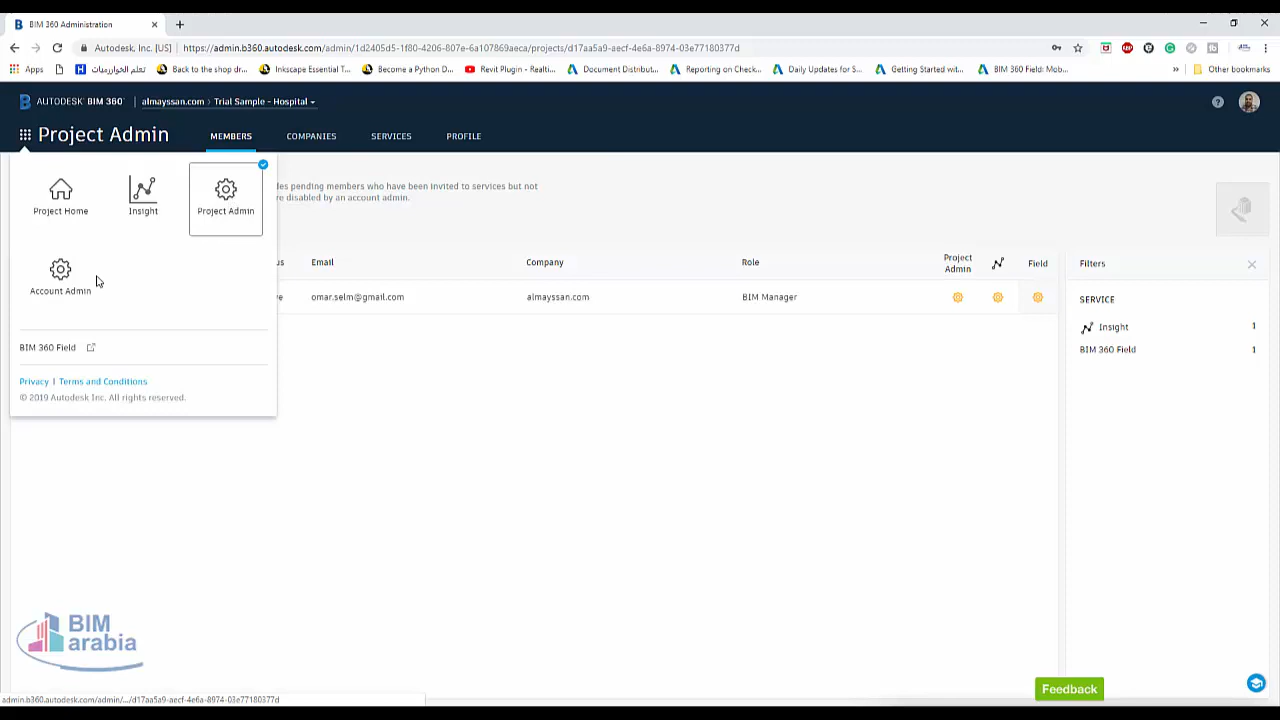 BIM 360 Administration
Autodesk, Inc. [US] | https://admin.b360.autodesk.com/admin/1d2405d5-1f80-4206-807e-6a107869aeca/projects/d17aa5a9-aecf-4e6a-8974-03e77180377d
Apps تعلم الخوارزميات Back to the shop dr... Inkscape Essential T... Become a Python D... Revit Plugin - Realti... Document Distribut... Reporting on Check... Daily Updates for S... Getting Started wit... BIM 360 Field: Mob... » Other bookmarks
AUTODESK® BIM 360° almayssan.com > Trial Sample - Hospital
Project Admin MEMBERS COMPANIES SERVICES PROFILE
des pending members who have been invited to services but not
re disabled by an account admin.
Project Home Insight Project Admin
Account Admin
us Email Company Role Project Admin Field
ve omar.selm@gmail.com almayssan.com BIM Manager
Filters
SERVICE
Insight 1
BIM 360 Field 1
BIM 360 Field
Privacy | Terms and Conditions
© 2019 Autodesk Inc. All rights reserved.
BIM
arabia
Feedback
admin.b360.autodesk.com/admin/.../d17aa5a9-aecf-4e6a-8974-03e77180377d